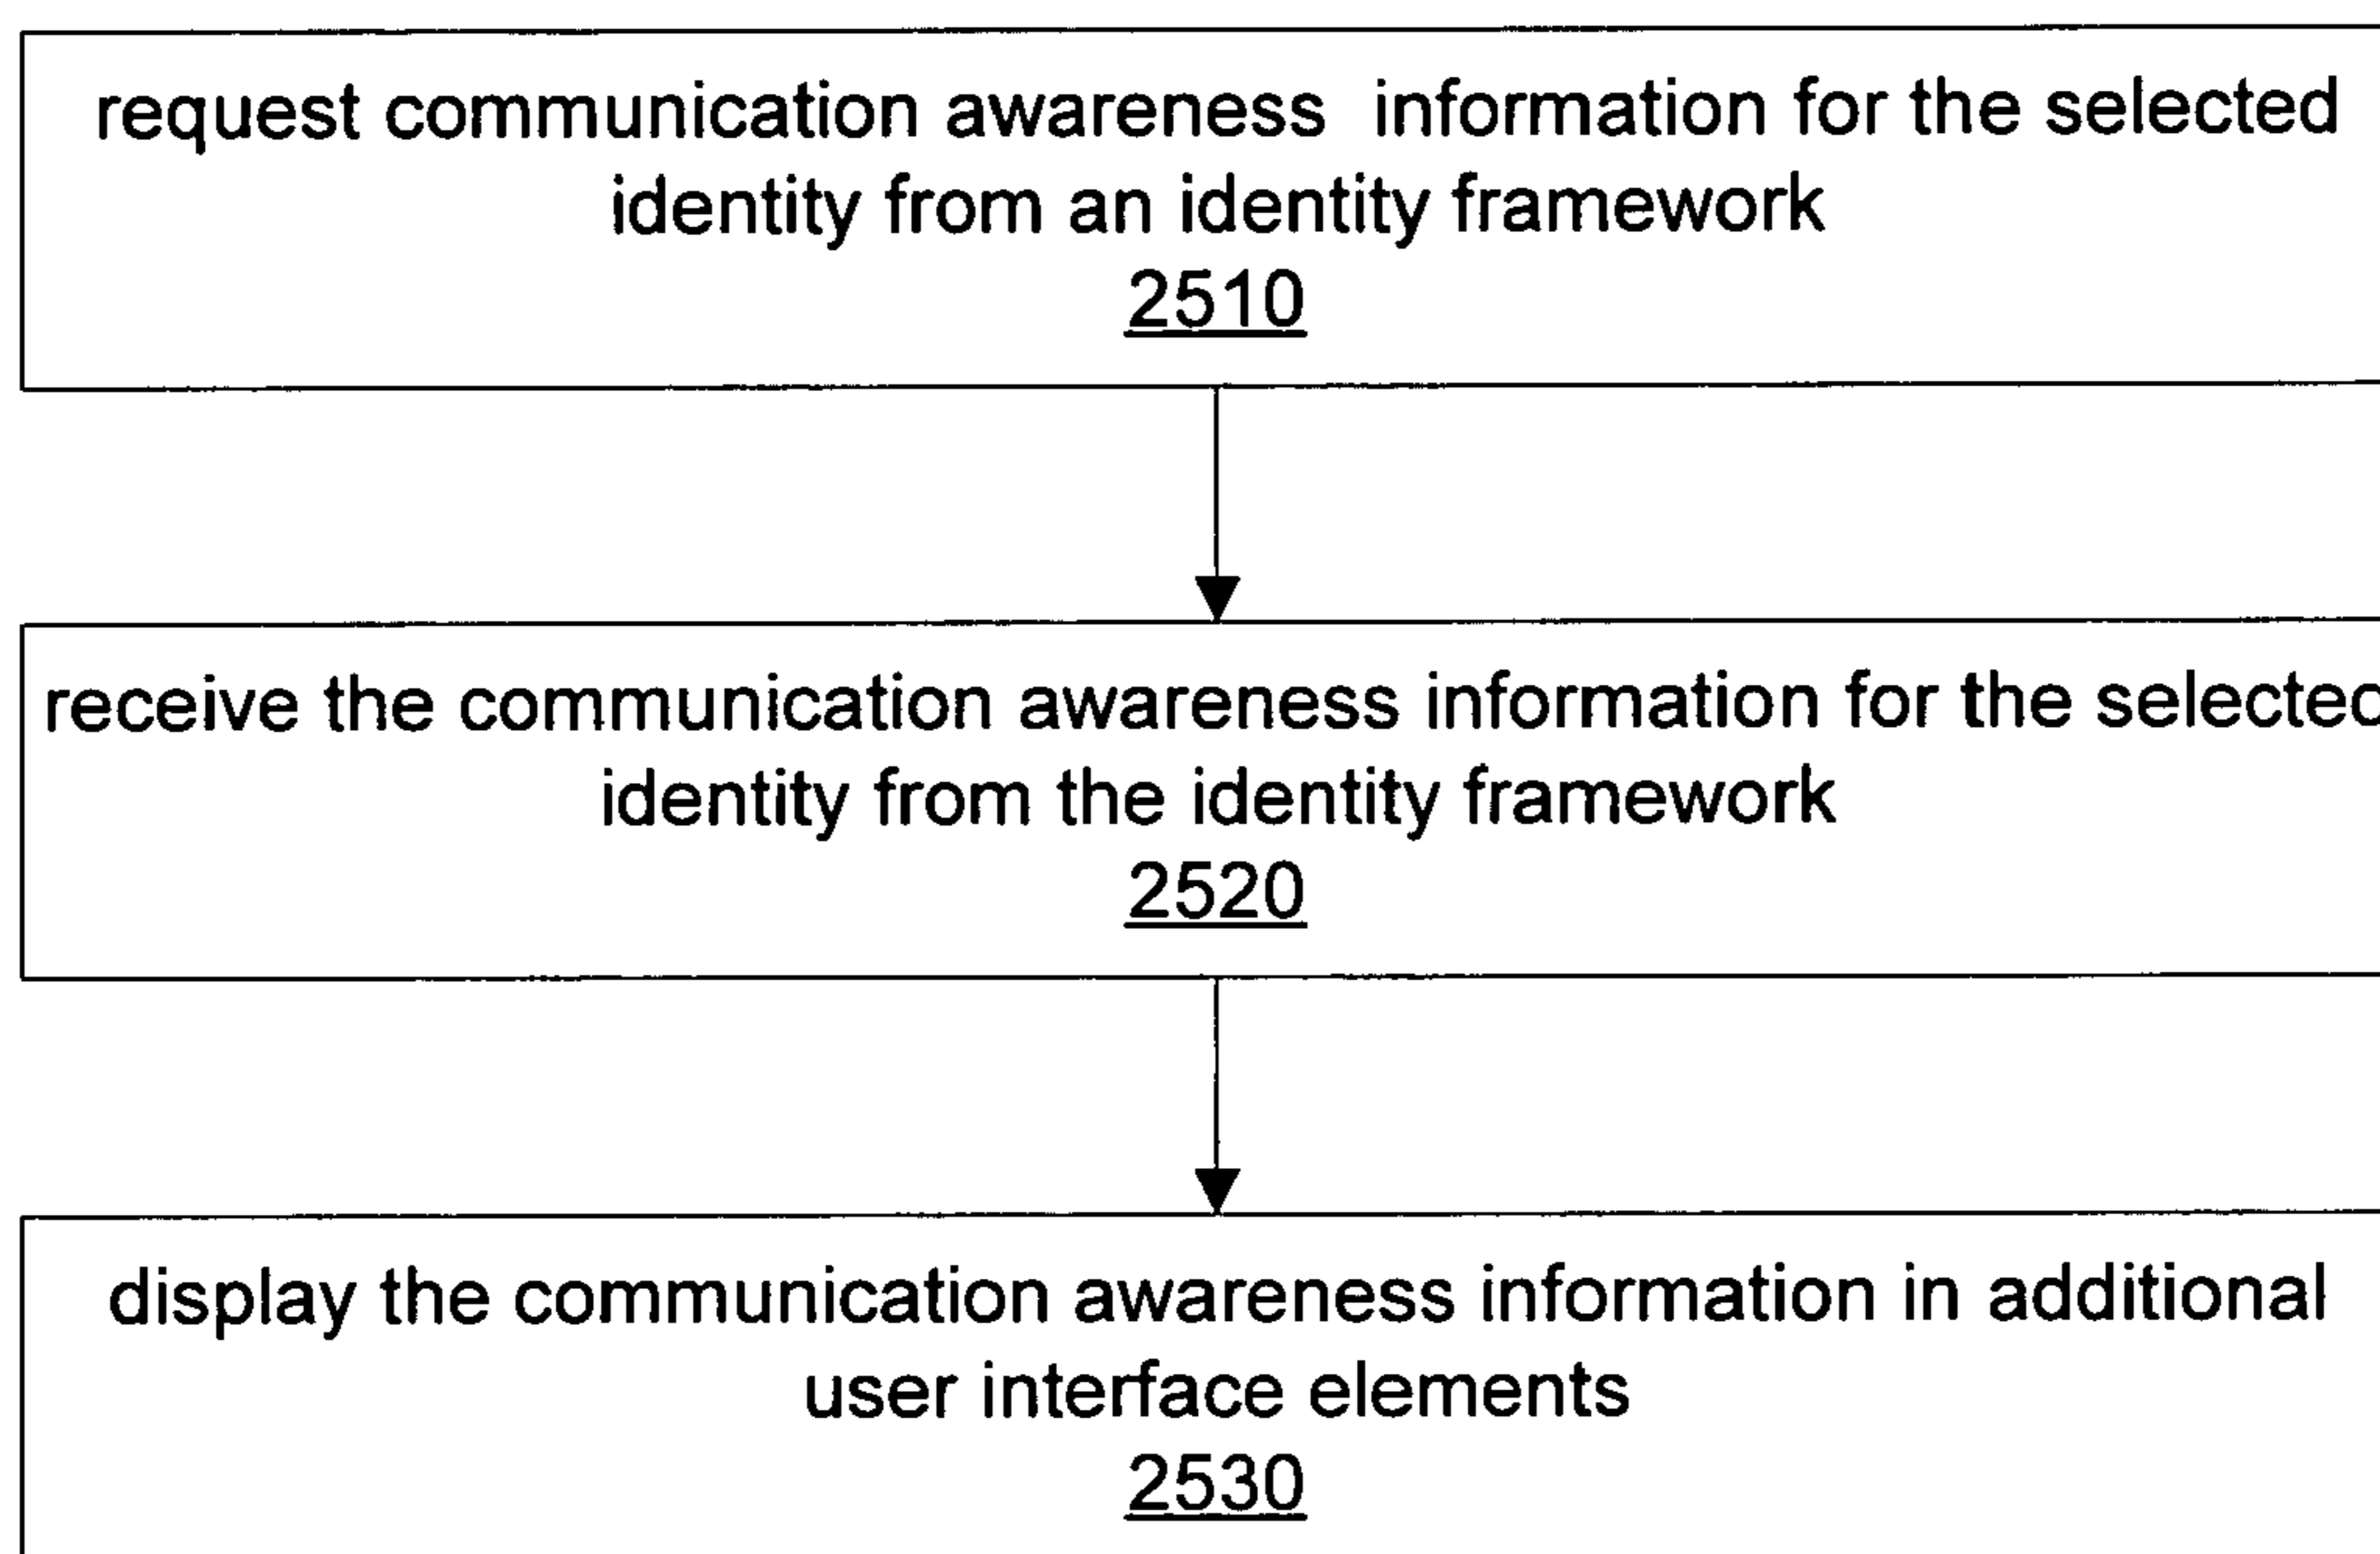 request communication awareness information for the selected
identity from an identity framework
2510
receive the communication awareness information for the selected
identity from the identity framework
2520
display the communication awareness information in additional
user interface elements
2530